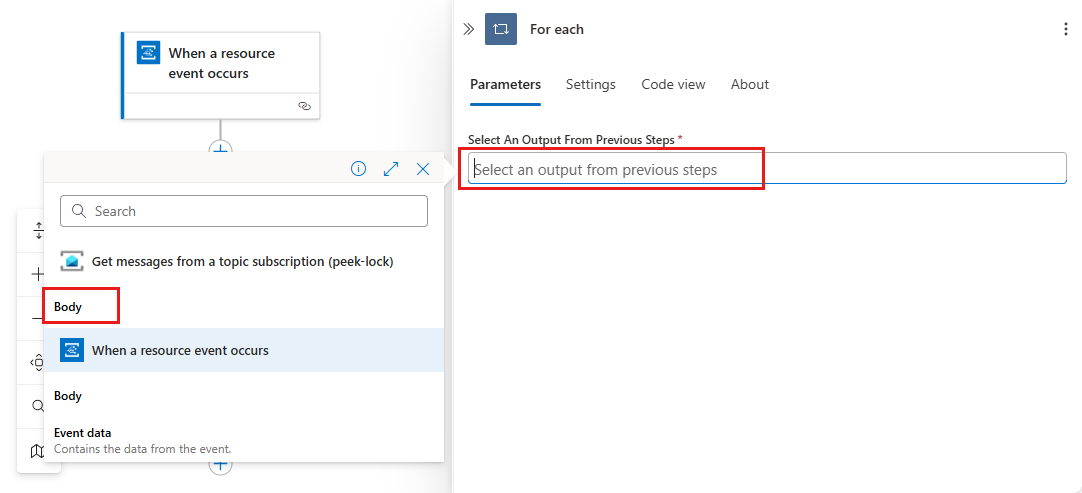 When a resource
event occurs
For each
Parameters
Settings
Code view
About
Select An Output From Previous Steps *
Select an output from previous steps
Search
Get messages from a topic subscription (peek-lock)
Body
When a resource event occurs
Body
Event data
Contains the data from the event.